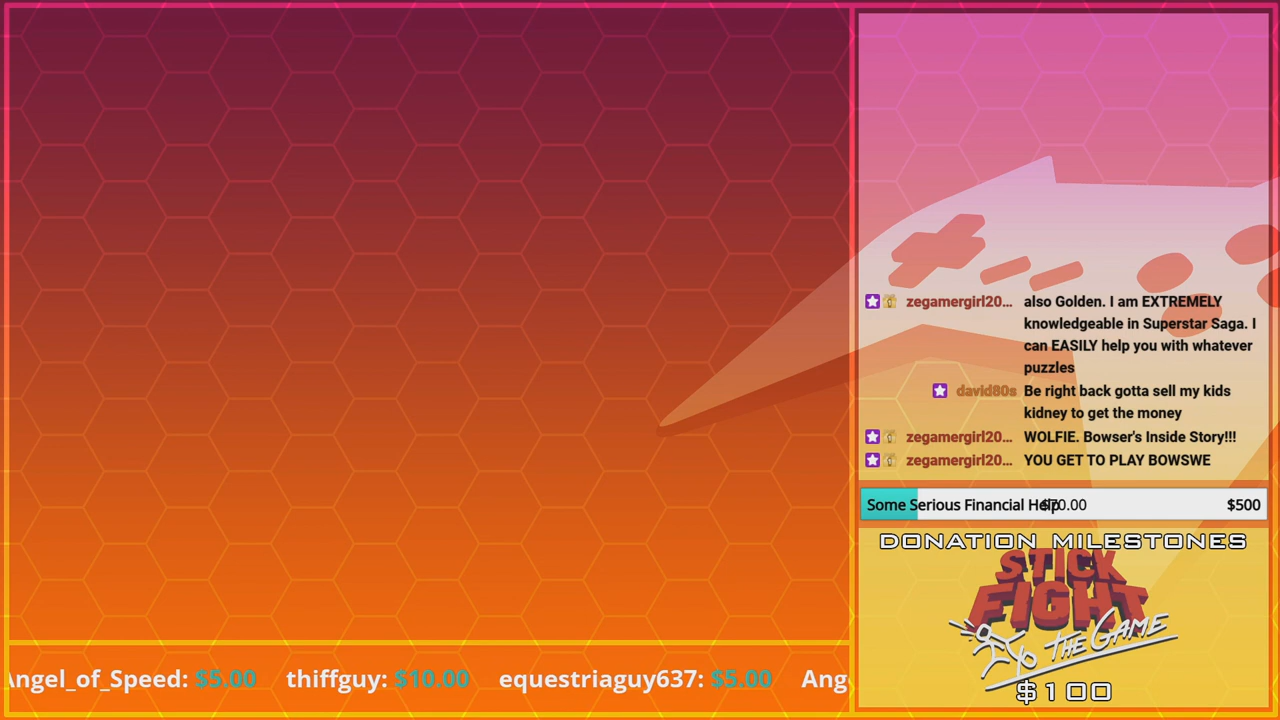 zegamergirl20... also Golden. I am EXTREMELY
knowledgeable in Superstar Saga. I
can EASILY help you with whatever
puzzles
david80s Be right back gotta sell my kids
kidney to get the money
zegamergirl20... WOLFIE. Bowser's Inside Story!!!
zegamergirl20... YOU GET TO PLAY BOWSWE
Some Serious Financial Help $70.00 $500
DONATION MILESTONES
STICK
FIGHT
THE GAME
$100
Angel_of_Speed: $5.00 thiffguy: $10.00 equestriaguy637: $5.00 Ang